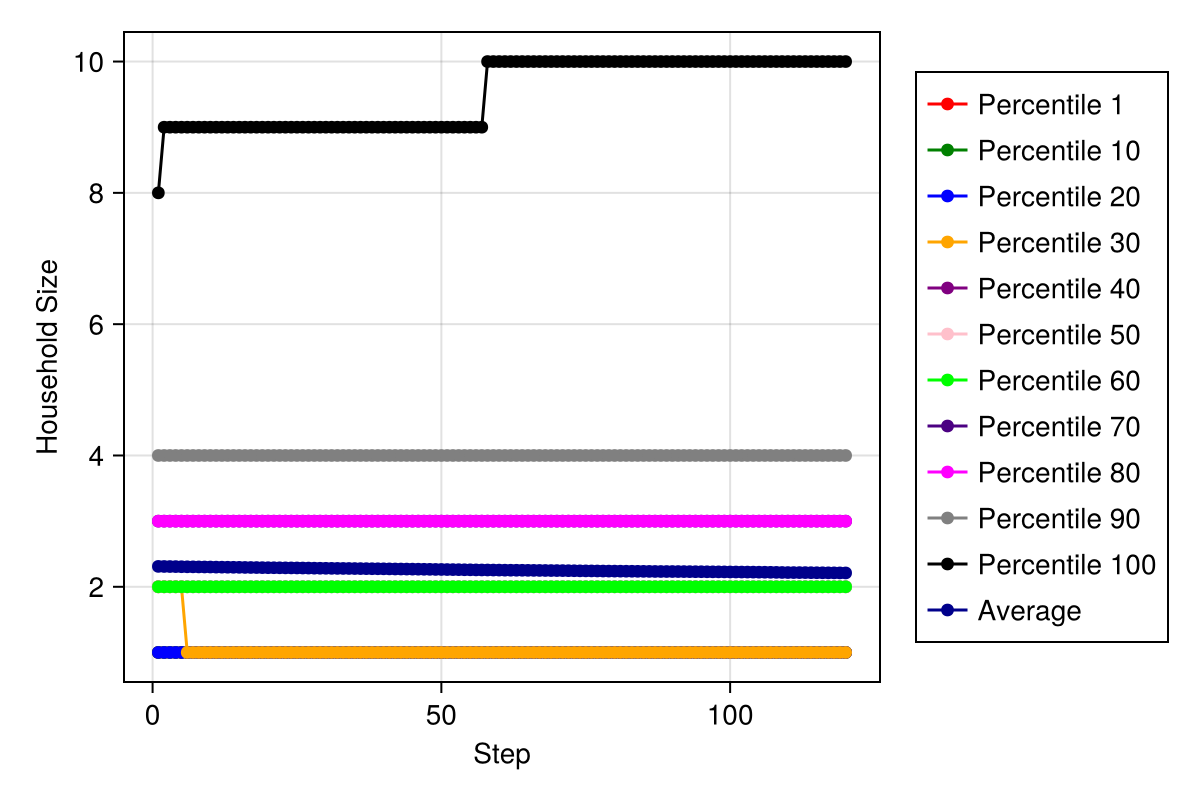 10
8
6
4
2
Household Size
0
50
100
Step
Percentile 1
Percentile 10
Percentile 20
Percentile 30
Percentile 40
Percentile 50
Percentile 60
Percentile 70
Percentile 80
Percentile 90
Percentile 100
Average